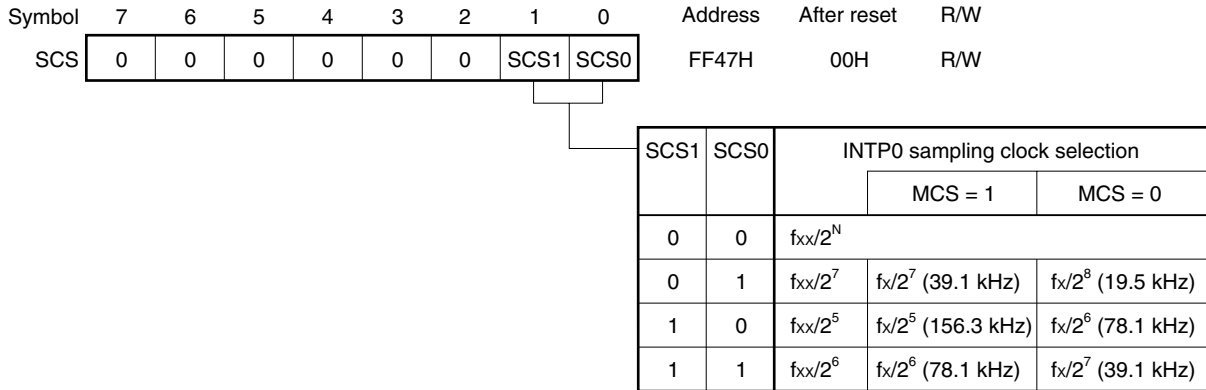 Symbol 7 6 5 4 3 2 1 0 Address After reset R/W
SCS 0 0 0 0 0 0 SCS1 SCS0 FF47H 00H R/W
SCS1 SCS0 INTP0 sampling clock selection
MCS = 1 MCS = 0
0 0 fxx/2^N
0 1 fxx/2^7 fx/2^7 (39.1 kHz) fx/2^8 (19.5 kHz)
1 0 fxx/2^5 fx/2^5 (156.3 kHz) fx/2^6 (78.1 kHz)
1 1 fxx/2^6 fx/2^6 (78.1 kHz) fx/2^7 (39.1 kHz)